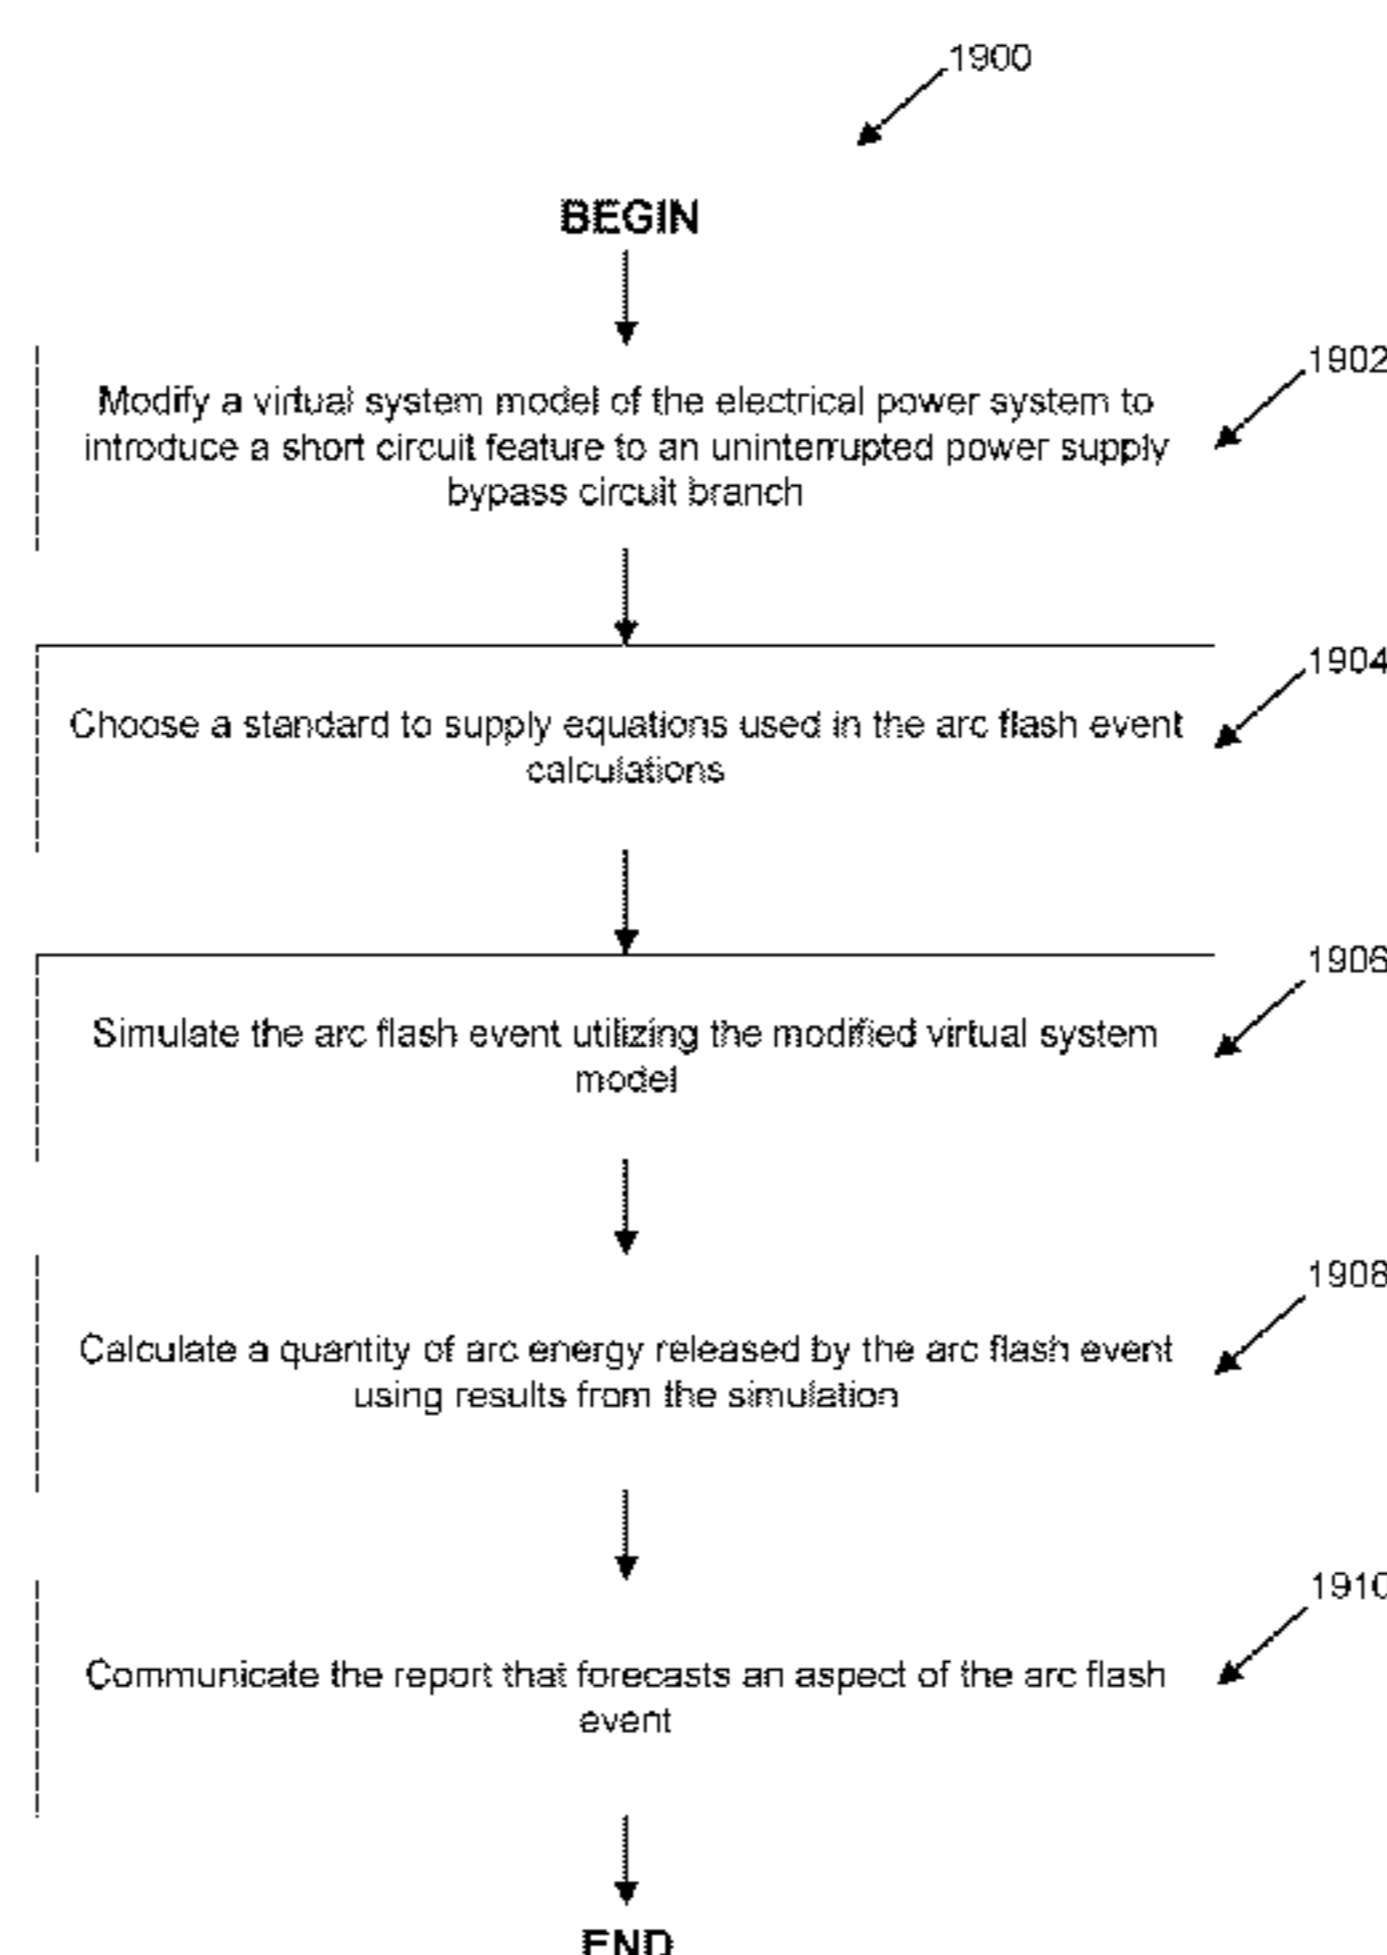 1900
BEGIN
1902
Modify a virtual system model of the electrical power system to
introduce a short circuit feature to an uninterrupted power supply
bypass circuit branch
1904
Choose a standard to supply equations used in the arc flash event
calculations
1906
Simulate the arc flash event utilizing the modified virtual system
model
1908
Calculate a quantity of arc energy released by the arc flash event
using results from the simulation
1910
Communicate the report that forecasts an aspect of the arc flash
event
END